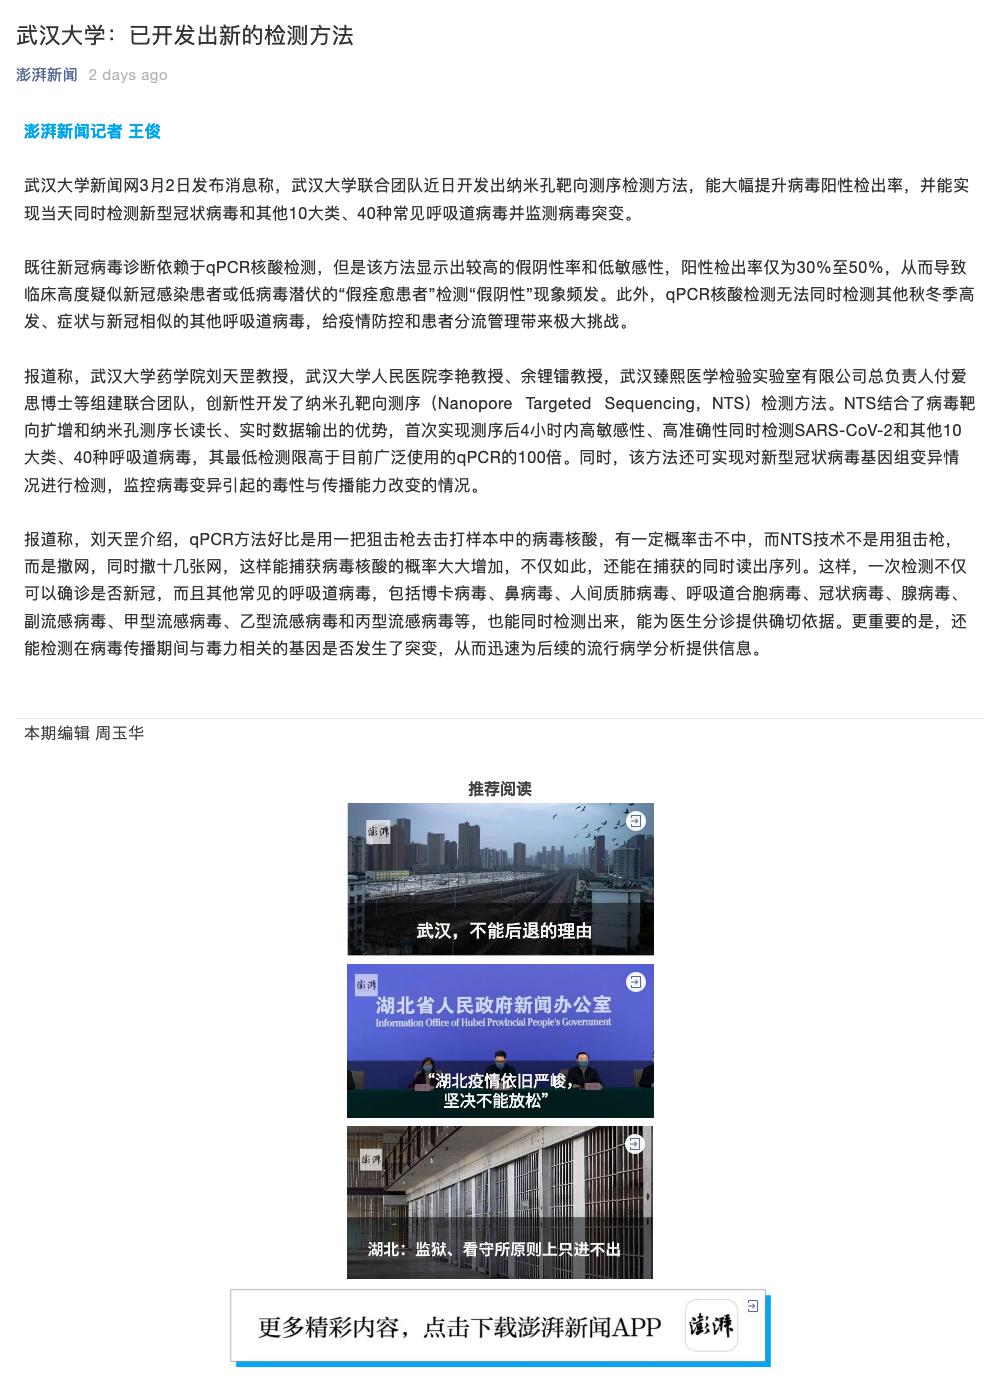 武汉大学：已开发出新的检测方法
澎湃新闻 2 days ago
澎湃新闻记者 王俊
武汉大学新闻网3月2日发布消息称，武汉大学联合团队近日开发出纳米孔靶向测序检测方法，能大幅提升病毒阳性检出率，并能实
现当天同时检测新型冠状病毒和其他10大类、40种常见呼吸道病毒并监测病毒突变。
既往新冠病毒诊断依赖于qPCR核酸检测，但是该方法显示出较高的假阴性率和低敏感性，阳性检出率仅为30%至50%，从而导致
临床高度疑似新冠感染患者或低病毒潜伏的“假痊愈患者”检测“假阴性”现象频发。此外，qPCR核酸检测无法同时检测其他秋冬季高
发、症状与新冠相似的其他呼吸道病毒，给疫情防控和患者分流管理带来极大挑战。
报道称，武汉大学药学院刘天罡教授，武汉大学人民医院李艳教授、余锂镭教授，武汉臻熙医学检验实验室有限公司总负责人付爱
思博士等组建联合团队，创新性开发了纳米孔靶向测序（Nanopore Targeted Sequencing，NTS）检测方法。NTS结合了病毒靶
向扩增和纳米孔测序长读长、实时数据输出的优势，首次实现测序后4小时内高敏感性、高准确性同时检测SARS-CoV-2和其他10
大类、40种呼吸道病毒，其最低检测限高于目前广泛使用的qPCR的100倍。同时，该方法还可实现对新型冠状病毒基因组变异情
况进行检测，监控病毒变异引起的毒性与传播能力改变的情况。
报道称，刘天罡介绍，qPCR方法好比是用一把狙击枪去击打样本中的病毒核酸，有一定概率击不中，而NTS技术不是用狙击枪，
而是撒网，同时撒十几张网，这样能捕获病毒核酸的概率大大增加，不仅如此，还能在捕获的同时读出序列。这样，一次检测不仅
可以确诊是否新冠，而且其他常见的呼吸道病毒，包括博卡病毒、鼻病毒、人间质肺病毒、呼吸道合胞病毒、冠状病毒、腺病毒、
副流感病毒、甲型流感病毒、乙型流感病毒和丙型流感病毒等，也能同时检测出来，能为医生分诊提供确切依据。更重要的是，还
能检测在病毒传播期间与毒力相关的基因是否发生了突变，从而迅速为后续的流行病学分析提供信息。
本期编辑 周玉华
推荐阅读
澎湃
武汉，不能后退的理由
澎湃
湖北省人民政府新闻办公室
Information Office of Hubei Provincial People's Government
“湖北疫情依旧严峻，
坚决不能放松”
澎湃
湖北：监狱、看守所原则上只进不出
更多精彩内容，点击下载澎湃新闻APP
澎湃